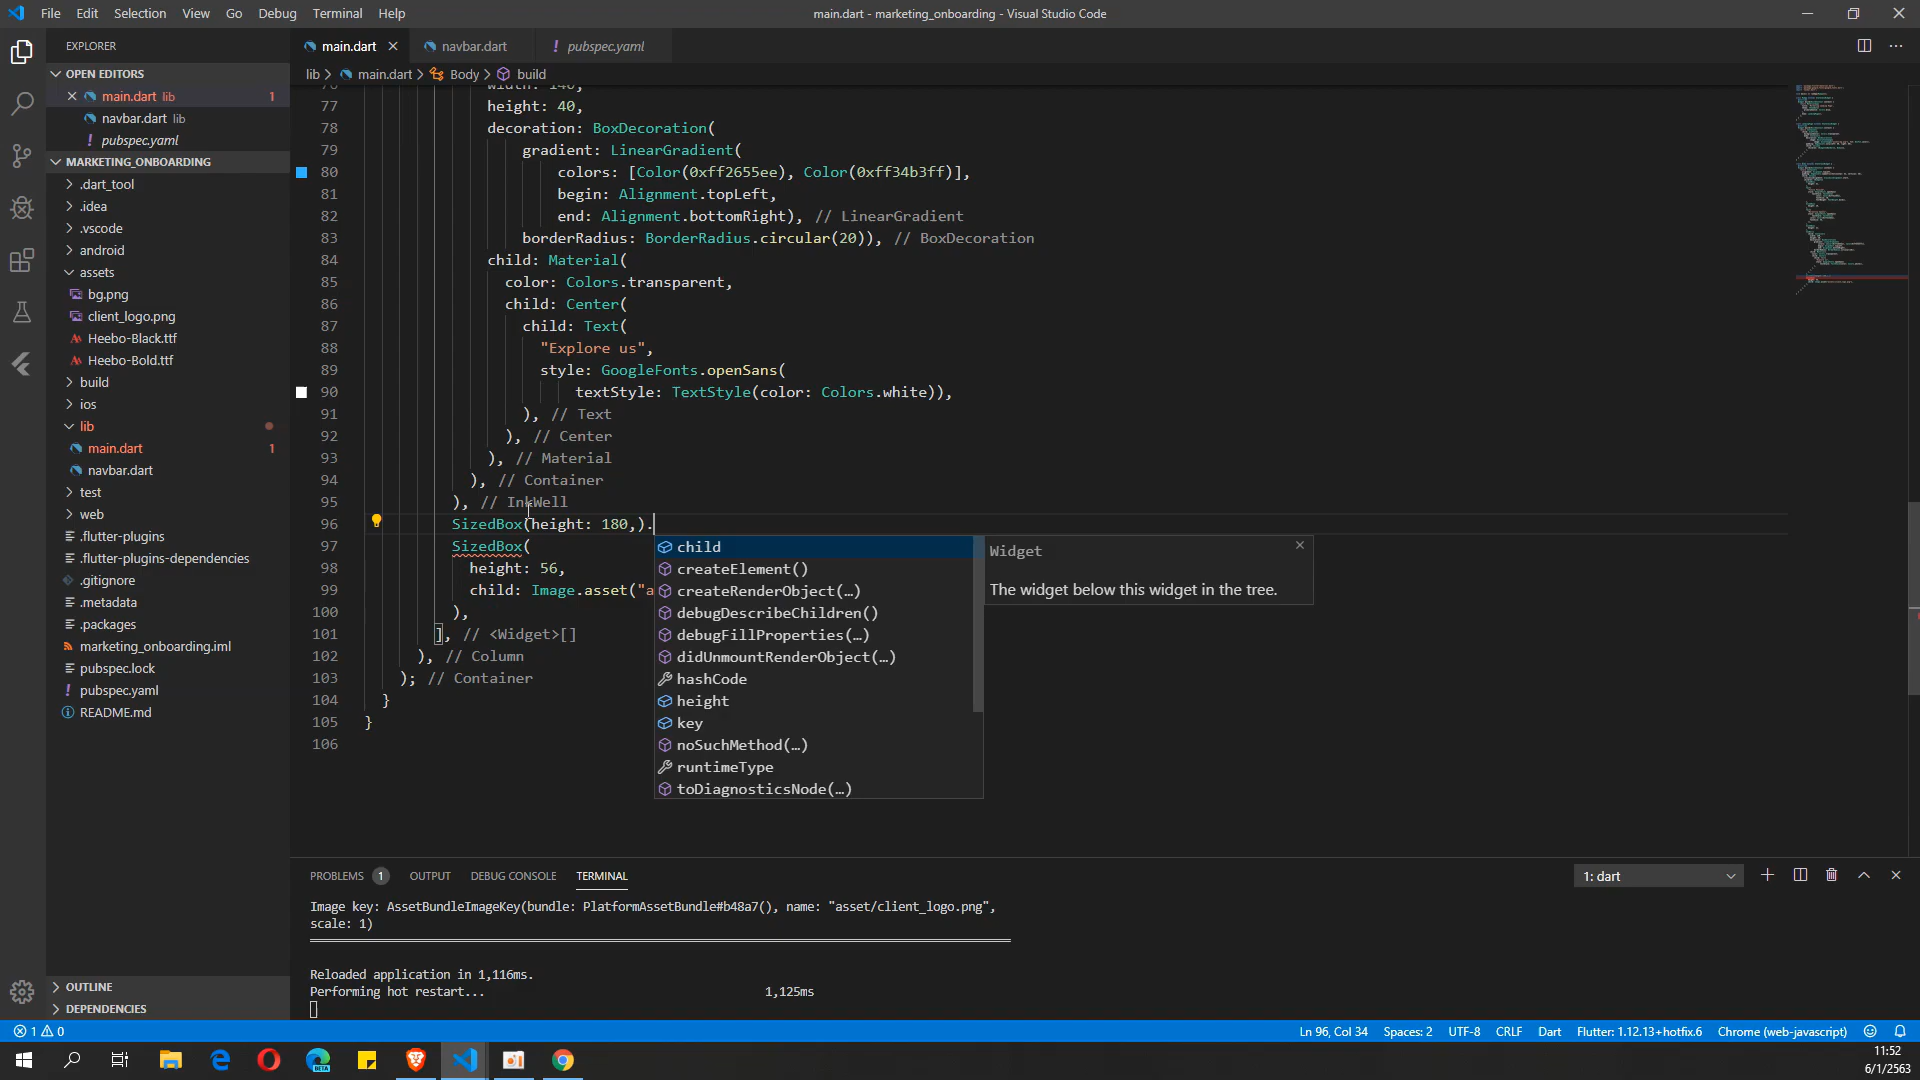 File Edit Selection View Go Debug Terminal Help
main.dart - marketing_onboarding - Visual Studio Code
EXPLORER
OPEN EDITORS
main.dart lib 1
navbar.dart lib
! pubspec.yaml
MARKETING_ONBOARDING
.dart_tool
.idea
.vscode
android
assets
bg.png
client_logo.png
Heebo-Black.ttf
Heebo-Bold.ttf
build
ios
lib
main.dart 1
navbar.dart
test
web
.flutter-plugins
.flutter-plugins-dependencies
.gitignore
.metadata
.packages
marketing_onboarding.iml
pubspec.lock
! pubspec.yaml
README.md
OUTLINE
DEPENDENCIES
main.dart navbar.dart ! pubspec.yaml
lib > main.dart > Body > build
77 height: 40,
78 decoration: BoxDecoration(
79 gradient: LinearGradient(
80 colors: [Color(0xff2655ee), Color(0xff34b3ff)],
81 begin: Alignment.topLeft,
82 end: Alignment.bottomRight), // LinearGradient
83 borderRadius: BorderRadius.circular(20)), // BoxDecoration
84 child: Material(
85 color: Colors.transparent,
86 child: Center(
87 child: Text(
88 "Explore us",
89 style: GoogleFonts.openSans(
90 textStyle: TextStyle(color: Colors.white)),
91 ), // Text
92 ), // Center
93 ), // Material
94 ), // Container
95 ), // InkWell
96 SizedBox(height: 180,).
97 SizedBox(
98 height: 56,
99 child: Image.asset("a
100 ),
101 ], // <Widget>[]
102 ), // Column
103 ); // Container
104 }
105 }
106
child
createElement()
createRenderObject(…)
debugDescribeChildren()
debugFillProperties(…)
didUnmountRenderObject(…)
hashCode
height
key
noSuchMethod(…)
runtimeType
toDiagnosticsNode(…)
Widget
The widget below this widget in the tree.
PROBLEMS 1 OUTPUT DEBUG CONSOLE TERMINAL
1: dart
Image key: AssetBundleImageKey(bundle: PlatformAssetBundle#b48a7(), name: "asset/client_logo.png",
scale: 1)
Reloaded application in 1,116ms.
Performing hot restart... 1,125ms
1 0
Ln 96, Col 34 Spaces: 2 UTF-8 CRLF Dart Flutter: 1.12.13+hotfix.6 Chrome (web-javascript)
11:52
6/1/2563